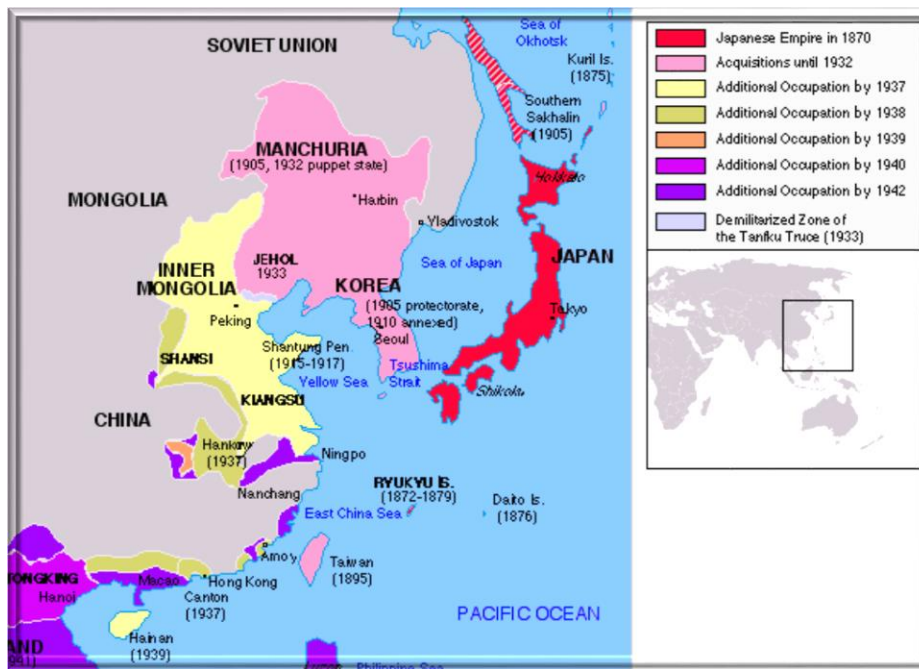 Sea of
Okhotsk
Kuril Is.
(1875)
SOVIET UNION
Southern
Sakhalin
(1905)
MANCHURIA
(1905, 1932 puppet state)
Hokkaido
MONGOLIA
Harbin
Vladivostok
JEHOL
1933
Sea of Japan
JAPAN
INNER
MONGOLIA
KOREA
(1905 protectorate,
1910 annexed)
Peking
Seoul
Tokyo
Shantung Pen.
(1915-1917)
SHANSI
Tsushima
Strait
Yellow Sea
Shikoku
KIANGSU
CHINA
Hankow
(1937)
Ningpo
Nanchang
RYUKYU IS.
(1872-1879)
Daito Is.
(1876)
East China Sea
Amoy
Taiwan
(1895)
TONGKING
Hanoi
Macao
Hong Kong
Canton
(1937)
PACIFIC OCEAN
Hainan
(1939)
AND
1941)
Philippine Sea
Japanese Empire in 1870
Acquisitions until 1932
Additional Occupation by 1937
Additional Occupation by 1938
Additional Occupation by 1939
Additional Occupation by 1940
Additional Occupation by 1942
Demilitarized Zone of
the Tanfku Truce (1933)